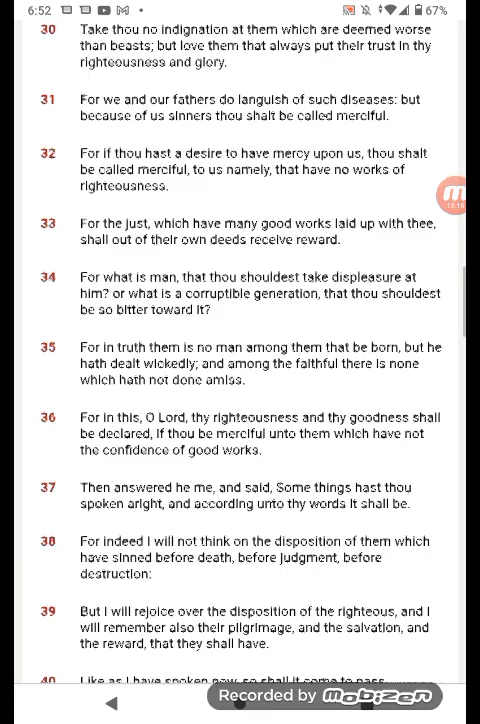 6:52 67%
30 Take thou no indignation at them which are deemed worse
than beasts; but love them that always put their trust in thy
righteousness and glory.
31 For we and our fathers do languish of such diseases: but
because of us sinners thou shalt be called merciful.
32 For if thou hast a desire to have mercy upon us, thou shalt
be called merciful, to us namely, that have no works of
righteousness.
33 For the just, which have many good works laid up with thee,
shall out of their own deeds receive reward.
34 For what is man, that thou shouldest take displeasure at
him? or what is a corruptible generation, that thou shouldest
be so bitter toward it?
35 For in truth them is no man among them that be born, but he
hath dealt wickedly; and among the faithful there is none
which hath not done amiss.
36 For in this, O Lord, thy righteousness and thy goodness shall
be declared, if thou be merciful unto them which have not
the confidence of good works.
37 Then answered he me, and said, Some things hast thou
spoken aright, and according unto thy words it shall be.
38 For indeed I will not think on the disposition of them which
have sinned before death, before judgment, before
destruction:
39 But I will rejoice over the disposition of the righteous, and I
will remember also their pilgrimage, and the salvation, and
the reward, that they shall have.
40 Like as I have spoken now, so shall it come to pass.
Recorded by mobizen